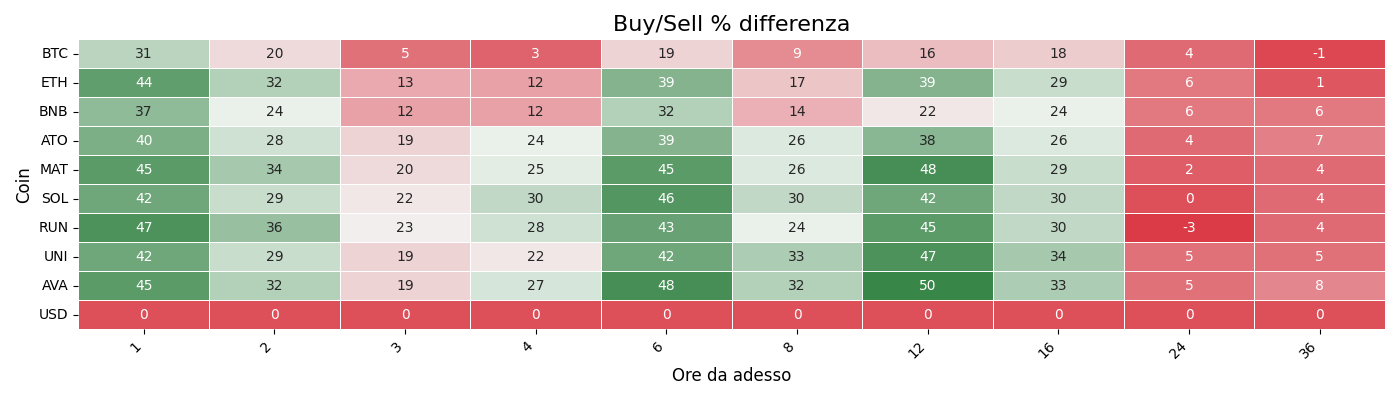 Buy/Sell % differenza
Coin
BTC 31 20 5 3 19 9 16 18 4 -1
ETH 44 32 13 12 39 17 39 29 6 1
BNB 37 24 12 12 32 14 22 24 6 6
ATO 40 28 19 24 39 26 38 26 4 7
MAT 45 34 20 25 45 26 48 29 2 4
SOL 42 29 22 30 46 30 42 30 0 4
RUN 47 36 23 28 43 24 45 30 -3 4
UNI 42 29 19 22 42 33 47 34 5 5
AVA 45 32 19 27 48 32 50 33 5 8
USD 0 0 0 0 0 0 0 0 0 0
1 2 3 4 6 8 12 16 24 36
Ore da adesso